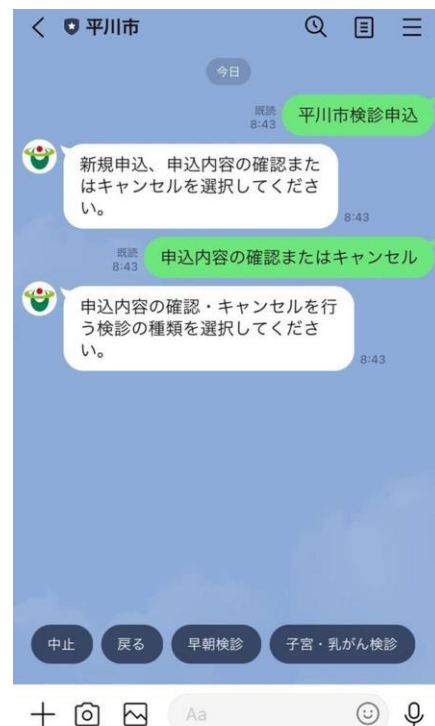 平川市
今日
既読
8:43
平川市検診申込
新規申込、申込内容の確認また
はキャンセルを選択してくださ
い。
8:43
既読
8:43
申込内容の確認またはキャンセル
申込内容の確認・キャンセルを行
う検診の種類を選択してくださ
い。
8:43
中止
戻る
早朝検診
子宮・乳がん検診
Aa